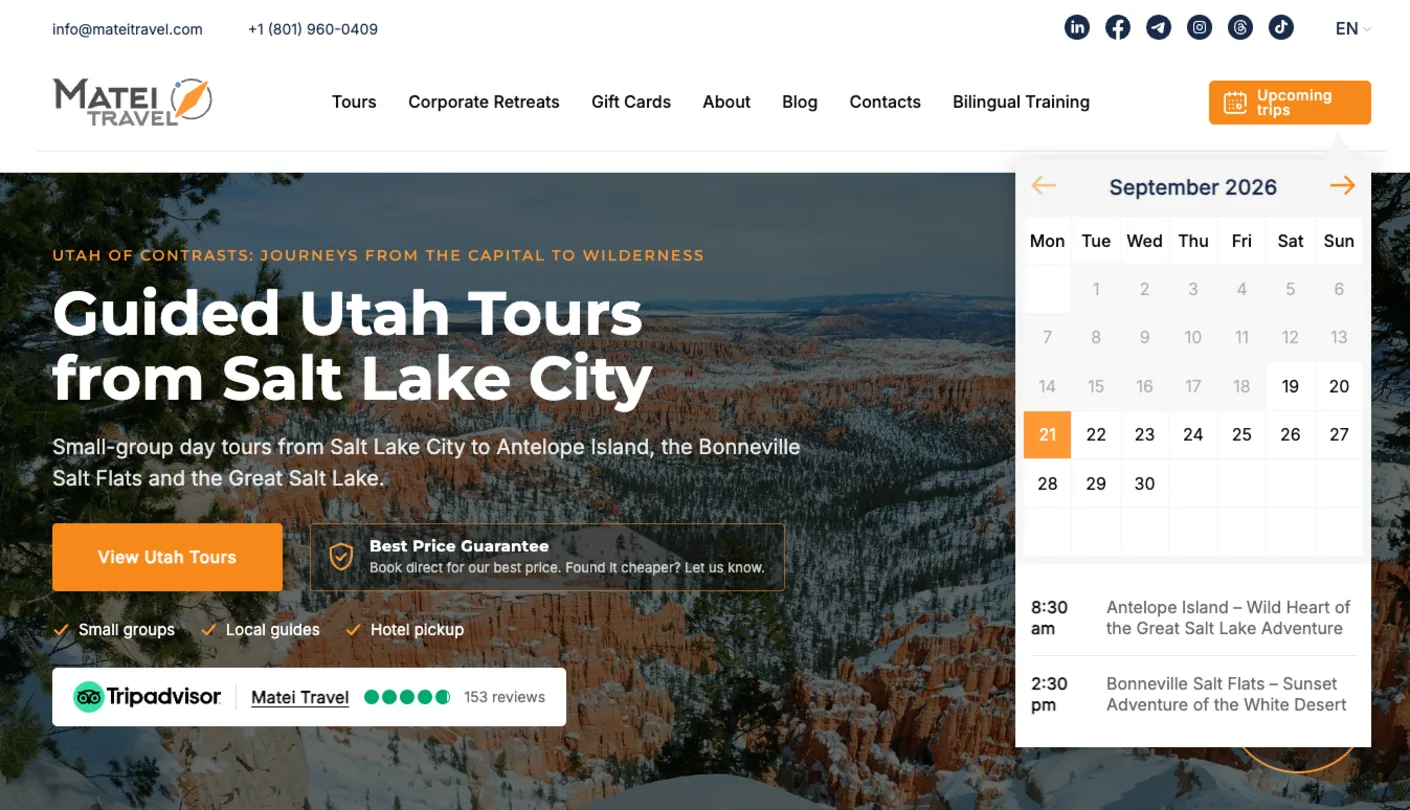 info@mateitravel.com
+1 (801) 960-0409
EN
MATEI
TRAVEL
Tours
Corporate Retreats
Gift Cards
About
Blog
Contacts
Bilingual Training
Upcoming
trips
UTAH OF CONTRASTS: JOURNEYS FROM THE CAPITAL TO WILDERNESS
Guided Utah Tours
from Salt Lake City
Small-group day tours from Salt Lake City to Antelope Island, the Bonneville
Salt Flats and the Great Salt Lake.
View Utah Tours
Best Price Guarantee
Book direct for our best price. Found it cheaper? Let us know.
Small groups
Local guides
Hotel pickup
Tripadvisor
Matei Travel
153 reviews
September 2026
Mon Tue Wed Thu Fri Sat Sun
1 2 3 4 5 6
7 8 9 10 11 12 13
14 15 16 17 18 19 20
21 22 23 24 25 26 27
28 29 30
8:30
am
Antelope Island – Wild Heart of
the Great Salt Lake Adventure
2:30
pm
Bonneville Salt Flats – Sunset
Adventure of the White Desert